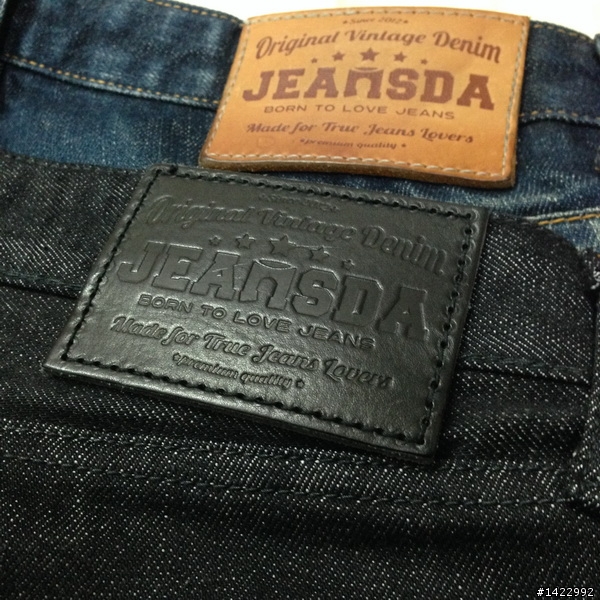 *Since 2012*
Original Vintage Denim
JEANSDA
BORN TO LOVE JEANS
Made for True Jeans Lovers
*premium quality*
Original Vintage Denim
JEANSDA
BORN TO LOVE JEANS
Made for True Jeans Lovers
*premium quality*
#1422992